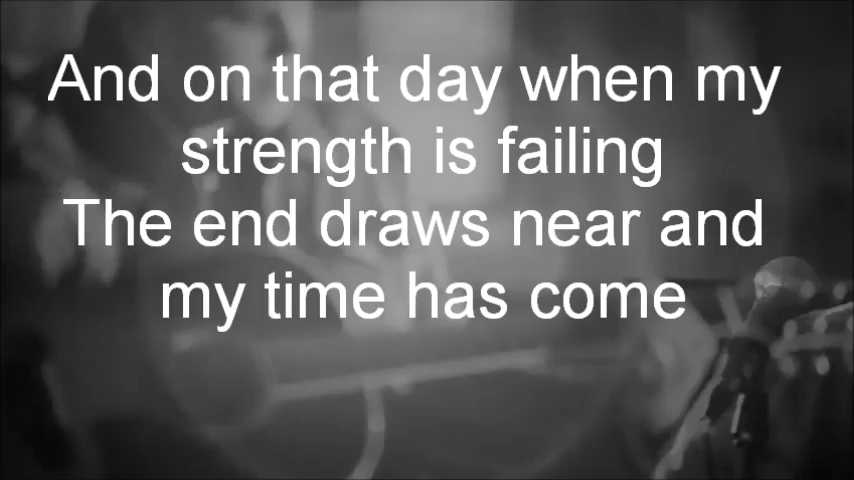 And on that day when my
strength is failing
The end draws near and
my time has come